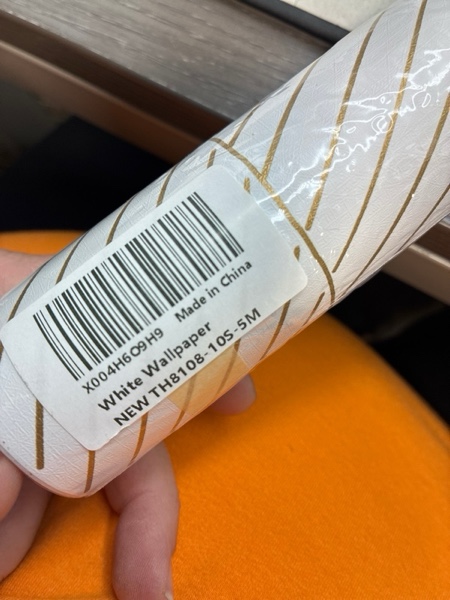 X004H6O9H9 Made in China
White Wallpaper
NEW TH8108-10S-5M